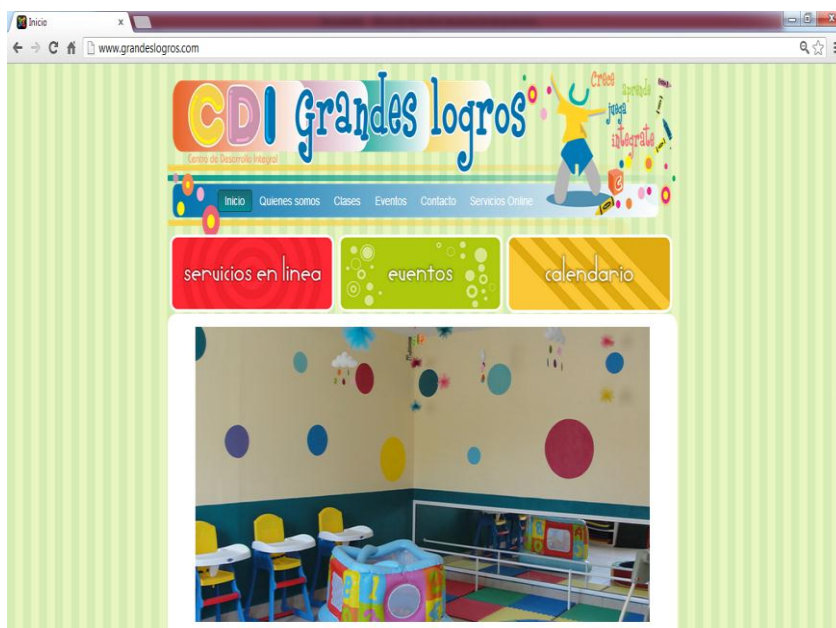 Inicio
www.grandeslogros.com
CDI Grandes logros
Centro de Desarrollo Integral
Crece
aprende
juega
integrate
Inicio Quienes somos Clases Eventos Contacto Servicios Online
servicios en linea
eventos
calendario